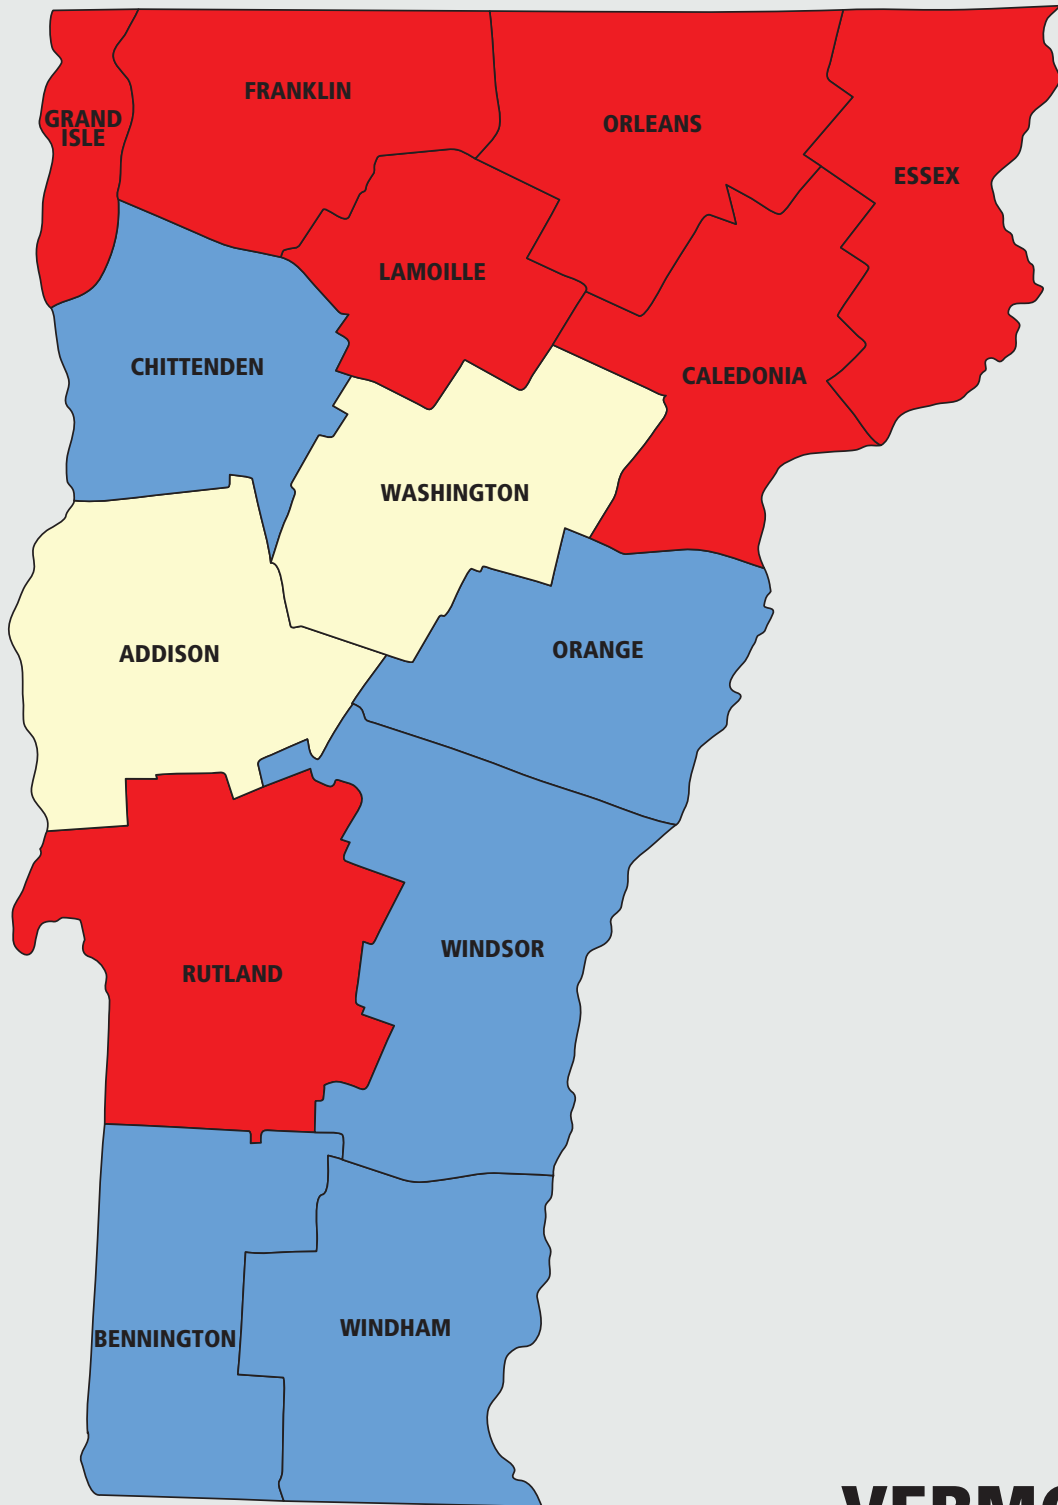 FRANKLIN
GRAND
ISLE
ORLEANS
ESSEX
LAMOILLE
CHITTENDEN
CALEDONIA
WASHINGTON
ADDISON
ORANGE
WINDSOR
RUTLAND
WINDHAM
BENNINGTON